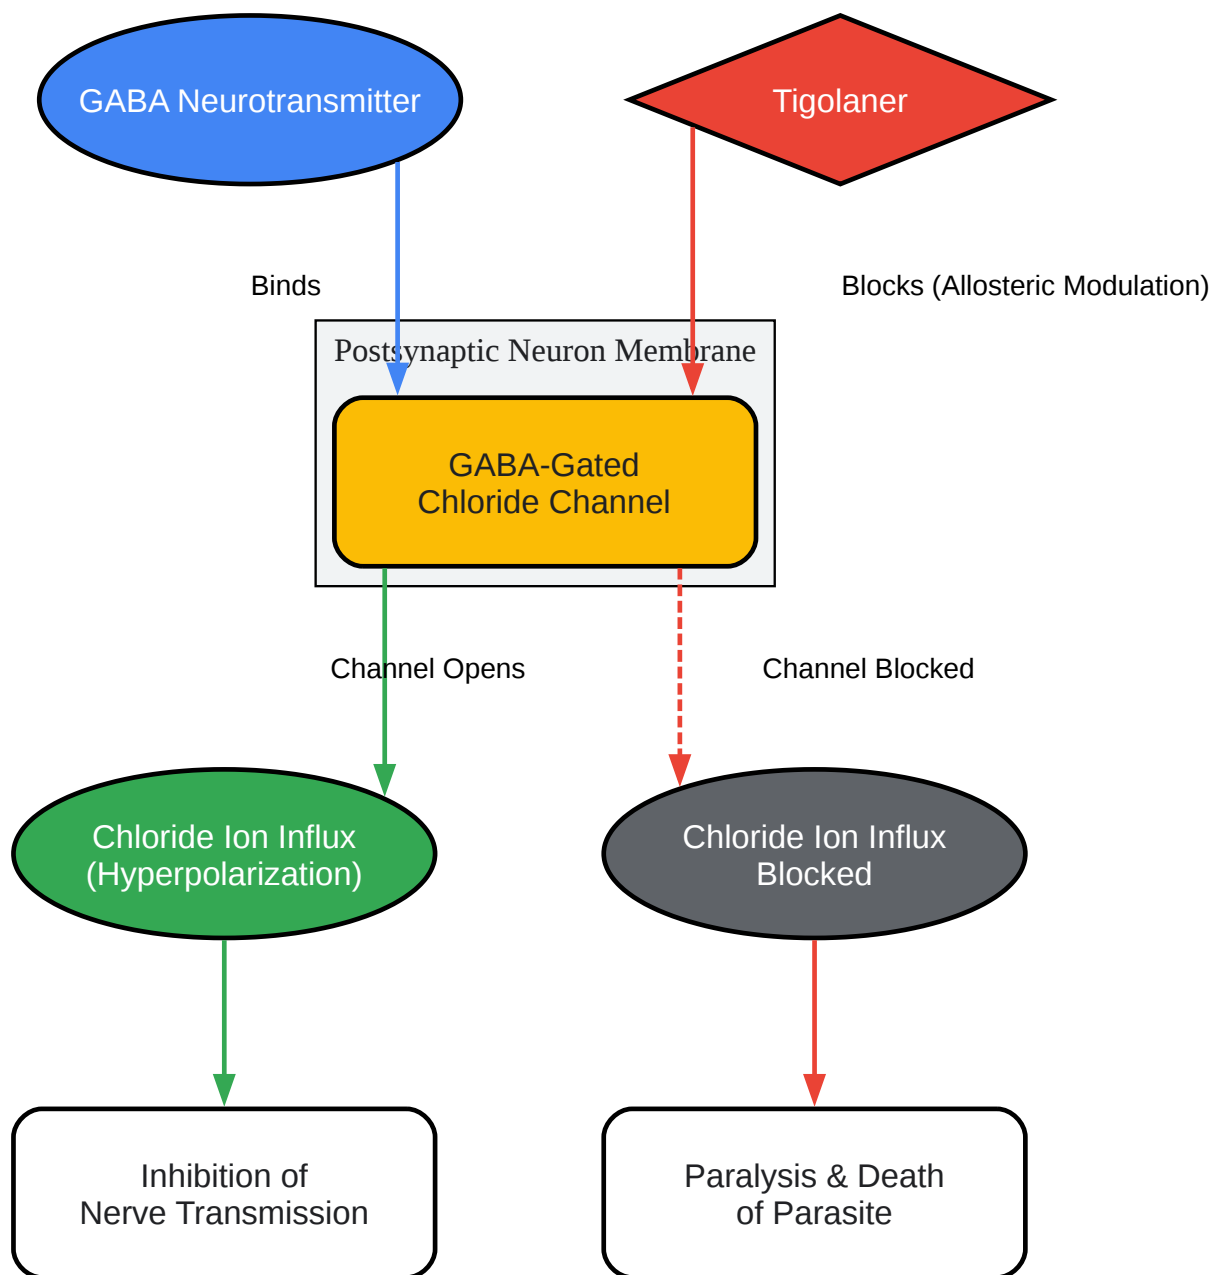 GABA Neurotransmitter
Tigolaner
Binds
Blocks (Allosteric Modulation)
Postsynaptic Neuron Membrane
GABA-Gated
Chloride Channel
Channel Opens
Channel Blocked
Chloride Ion Influx
(Hyperpolarization)
Chloride Ion Influx
Blocked
Inhibition of
Nerve Transmission
Paralysis & Death
of Parasite